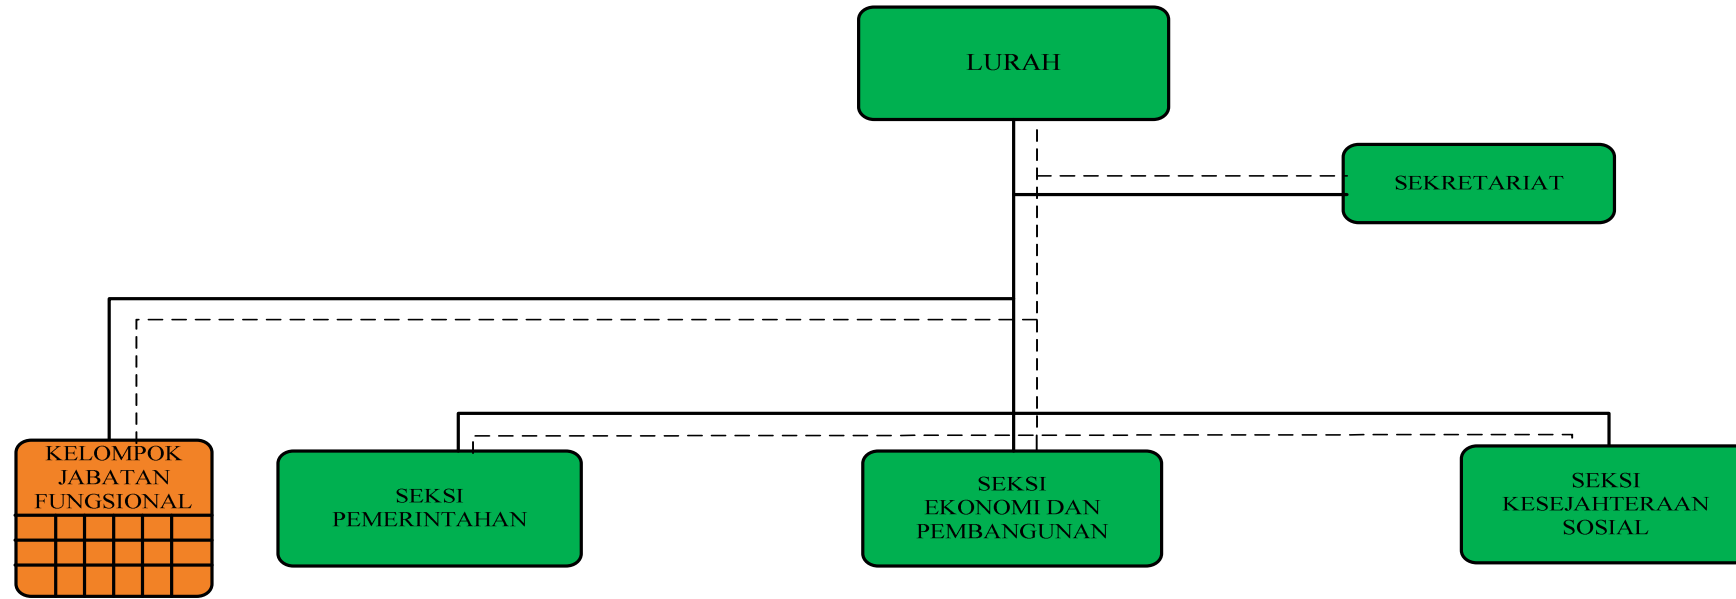 LURAH
SEKRETARIAT
KELOMPOK
JABATAN
FUNGSIONAL
SEKSI
PEMERINTAHAN
SEKSI
EKONOMI DAN
PEMBANGUNAN
SEKSI
KESEJAHTERAAN
SOSIAL